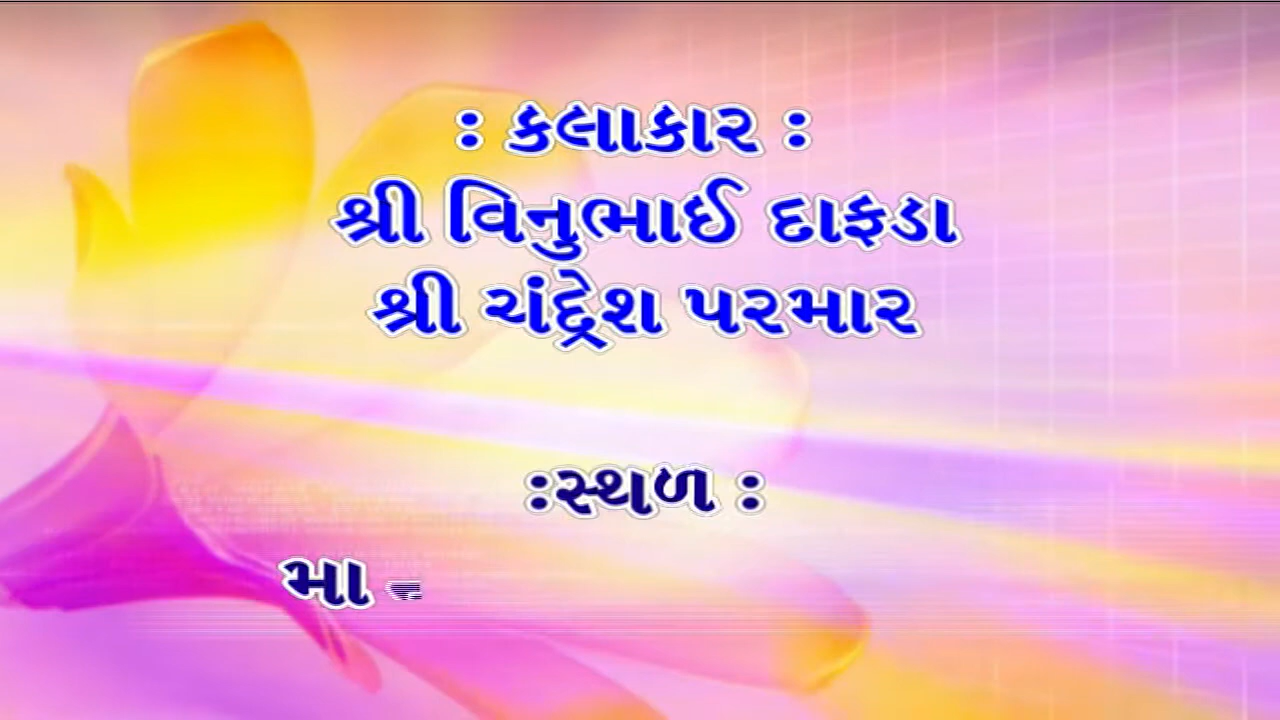 : કલાકાર :
શ્રી વિનુભાઈ દાફડા
શ્રી ચંદ્રેશ પરમાર
:સ્થળ :
મા